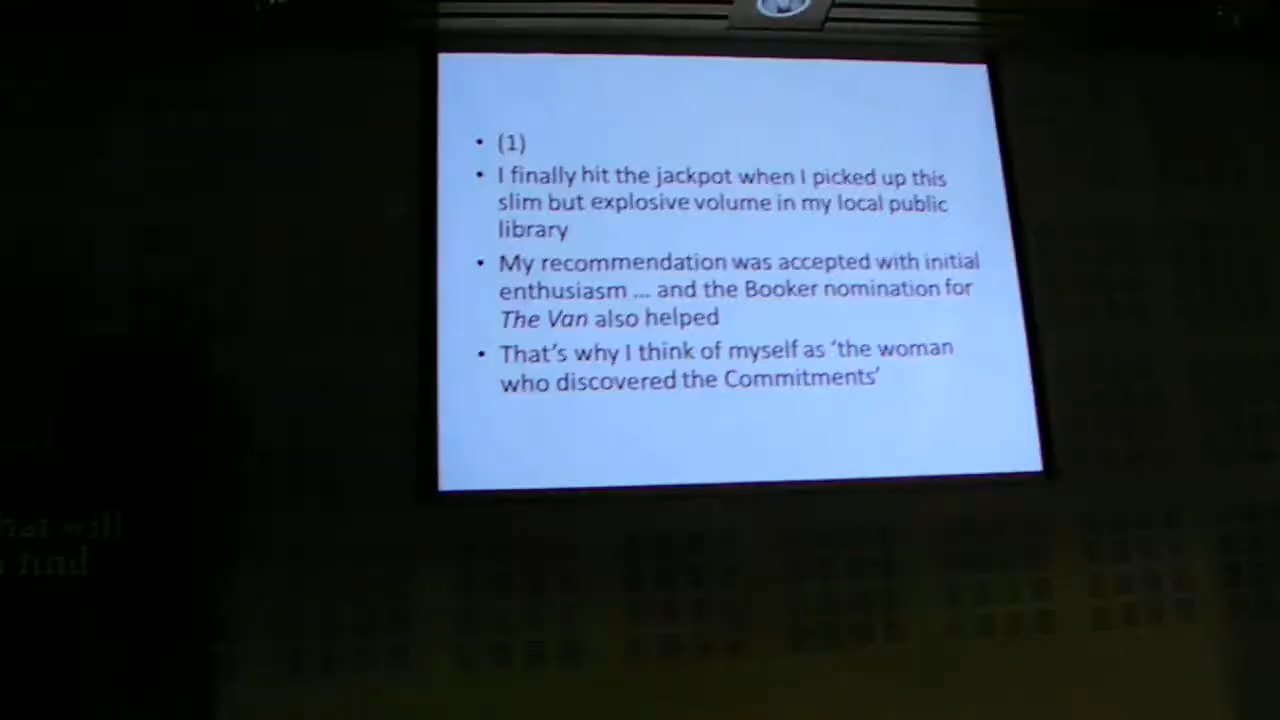 • (1)
• I finally hit the jackpot when I picked up this
slim but explosive volume in my local public
library
• My recommendation was accepted with initial
enthusiasm ... and the Booker nomination for
The Van also helped
• That's why I think of myself as ‘the woman
who discovered the Commitments’
will
find